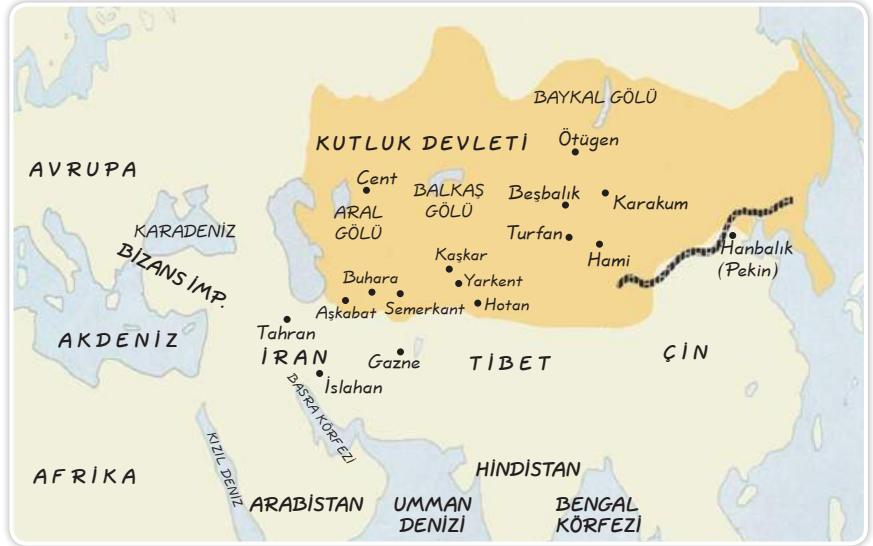 BAYKAL GÖLÜ
KUTLUK DEVLETİ
Ötügen
AVRUPA
Cent
BALKAŞ
GÖLÜ
Beşbalık
Karakum
ARAL
GÖLÜ
KARADENİZ
Turfan
Hami
Hanbalık
(Pekin)
BİZANS İMP.
Kaşkar
Buhara
Yarkent
Aşkabat
Semerkant
Hotan
AKDENİZ
Tahran
İRAN
Gazne
TİBET
ÇİN
İslahan
BASRA KÖRFEZİ
KIZIL DENİZ
AFRİKA
HİNDİSTAN
ARABİSTAN
UMMAN
DENİZİ
BENGAL
KÖRFEZİ